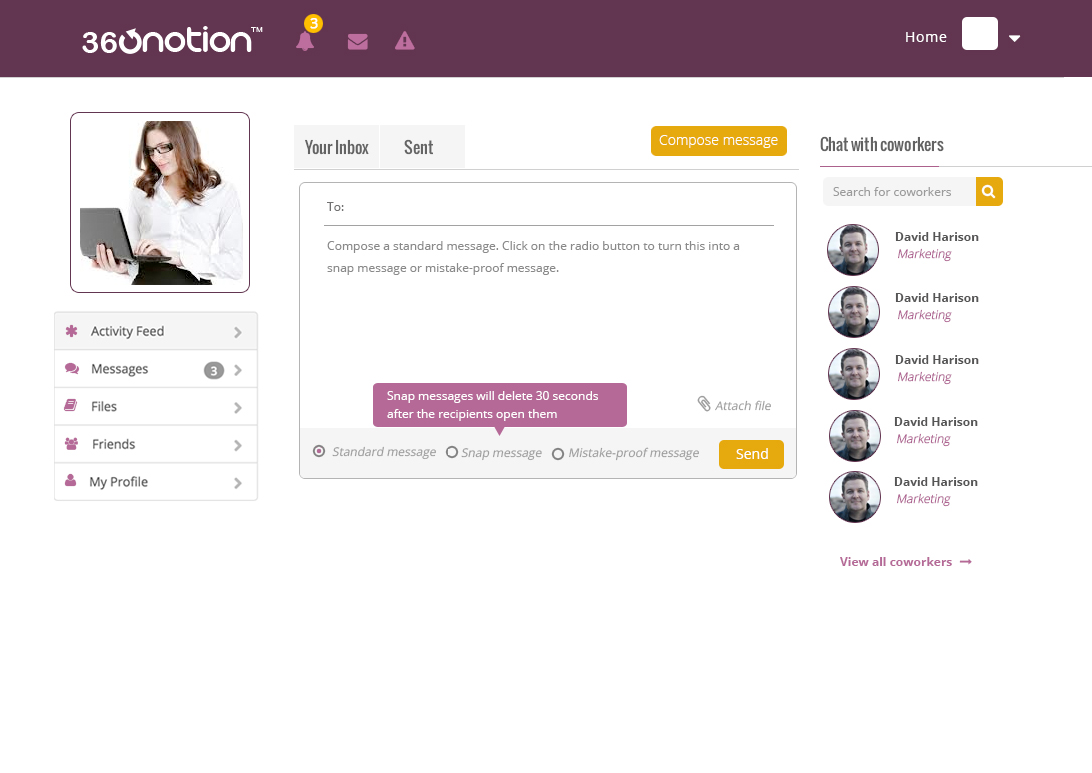 360notion™
3
Home
Your Inbox
Sent
Compose message
To:
Compose a standard message. Click on the radio button to turn this into a
snap message or mistake-proof message.
Snap messages will delete 30 seconds
after the recipients open them
Attach file
Standard message
Snap message
Mistake-proof message
Send
Activity Feed
Messages
3
Files
Friends
My Profile
Chat with coworkers
Search for coworkers
David Harison
Marketing
David Harison
Marketing
David Harison
Marketing
David Harison
Marketing
David Harison
Marketing
View all coworkers →